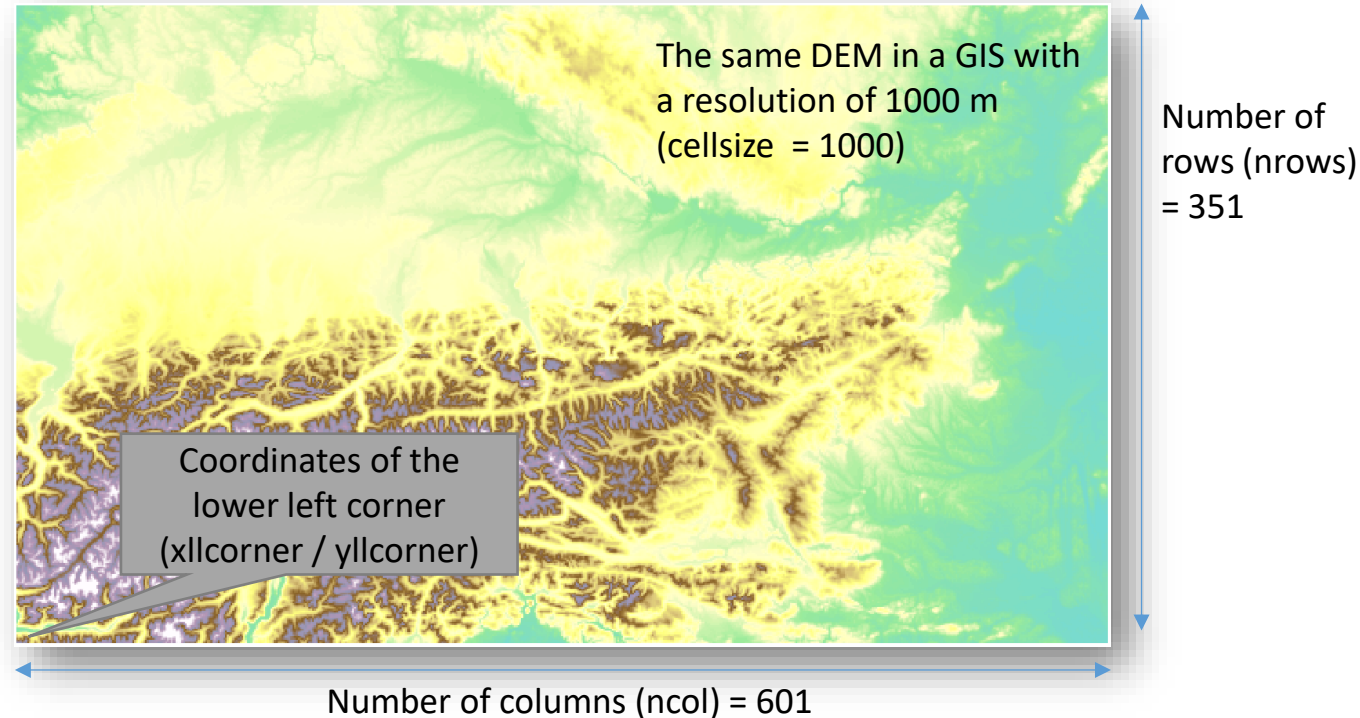 The same DEM in a GIS with
a resolution of 1000 m
(cellsize  = 1000)
Number of
rows (nrows)
= 351
Coordinates of the
lower left corner
(xllcorner / yllcorner)
Number of columns (ncol) = 601